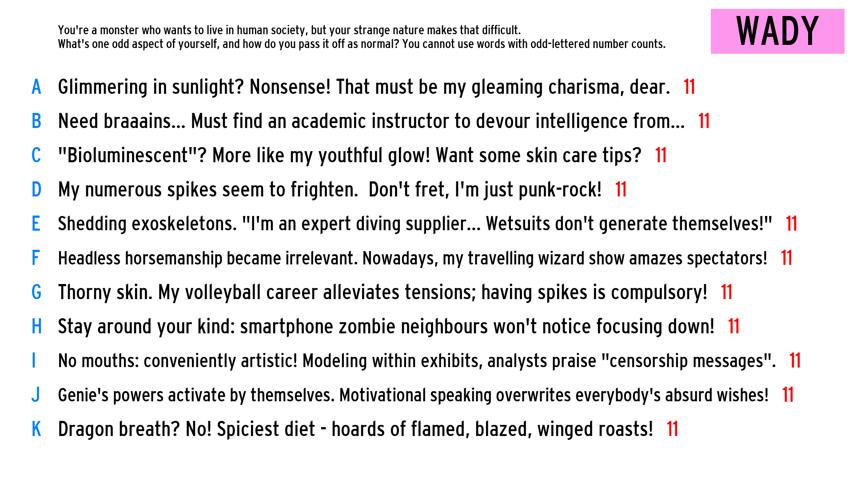 You're a monster who wants to live in human society, but your strange nature makes that difficult.
What's one odd aspect of yourself, and how do you pass it off as normal? You cannot use words with odd-lettered number counts.
WADY
A Glimmering in sunlight? Nonsense! That must be my gleaming charisma, dear. 11
B Need braaains... Must find an academic instructor to devour intelligence from... 11
C "Bioluminescent"? More like my youthful glow! Want some skin care tips? 11
D My numerous spikes seem to frighten. Don't fret, I'm just punk-rock! 11
E Shedding exoskeletons. "I'm an expert diving supplier... Wetsuits don't generate themselves!" 11
F Headless horsemanship became irrelevant. Nowadays, my travelling wizard show amazes spectators! 11
G Thorny skin. My volleyball career alleviates tensions; having spikes is compulsory! 11
H Stay around your kind: smartphone zombie neighbours won't notice focusing down! 11
I No mouths: conveniently artistic! Modeling within exhibits, analysts praise "censorship messages". 11
J Genie's powers activate by themselves. Motivational speaking overwrites everybody's absurd wishes! 11
K Dragon breath? No! Spiciest diet - hoards of flamed, blazed, winged roasts! 11